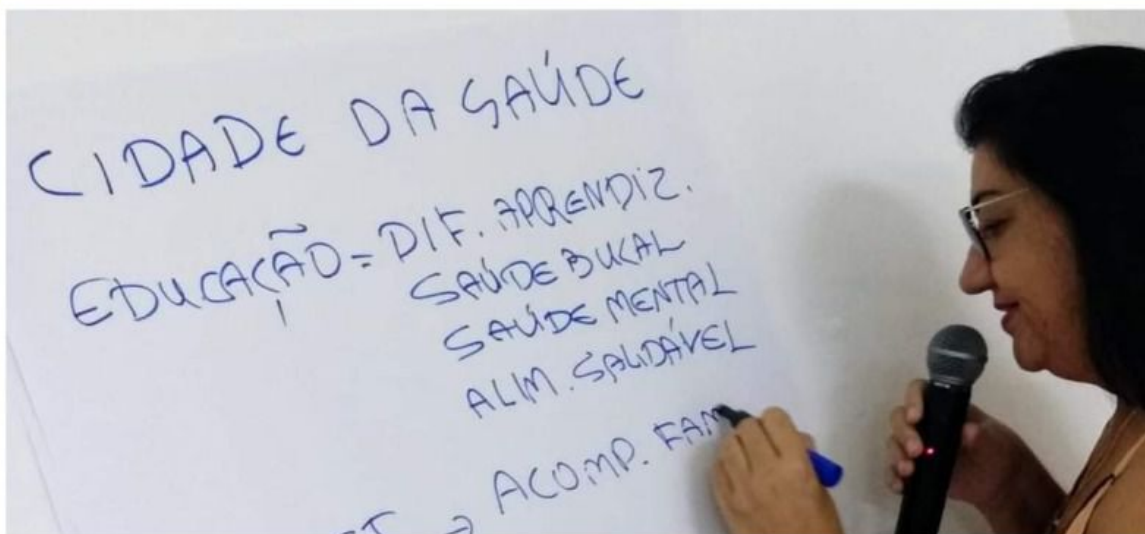 CIDADE DA SAÚDE
EDUCAÇÃO = DIF. APRENDIZ.
SAÚDE BUCAL
SAÚDE MENTAL
ALIM. SAUDÁVEL
→ ACOMP. FAM